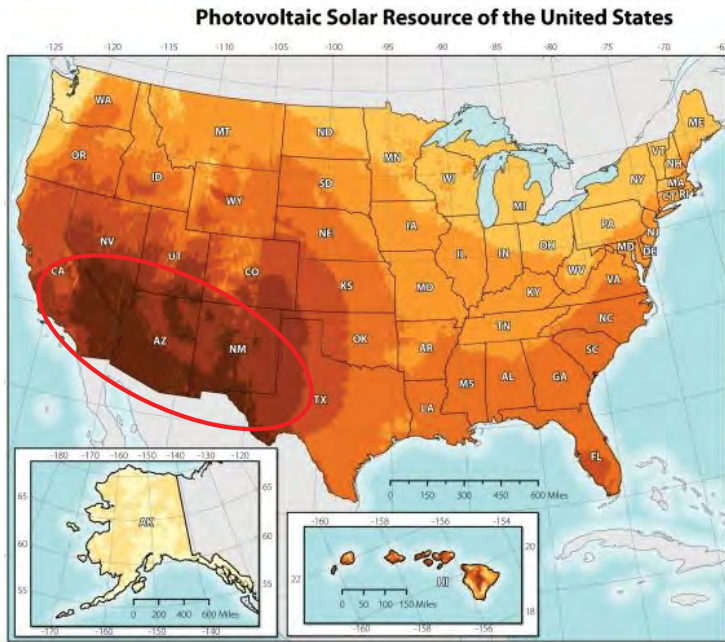 Photovoltaic Solar Resource of the United States
-125 -120 -115 -110 -105 -100 -95 -90 -85 -80 -75 -70 -65
WA
MT
ND
MN
ME
OR
ID
WY
SD
WI
MI
VT
NH
NY
MA
CT
RI
NV
UT
CO
NE
IA
IL
IN
OH
PA
NJ
MD
DE
CA
KS
MO
KY
WV
VA
AZ
NM
OK
AR
TN
NC
TX
LA
MS
AL
GA
SC
FL
0 150 300 450 600 Miles
-180 -170 -160 -150 -140 -130 -120 -110
65 65
60 60
55 55
AK
0 200 400 600 Miles
-170 -160 -150 -140
-160 -158 -156 -154
20
22
HI
0 50 100 150 Miles
18
-160 -158 -156